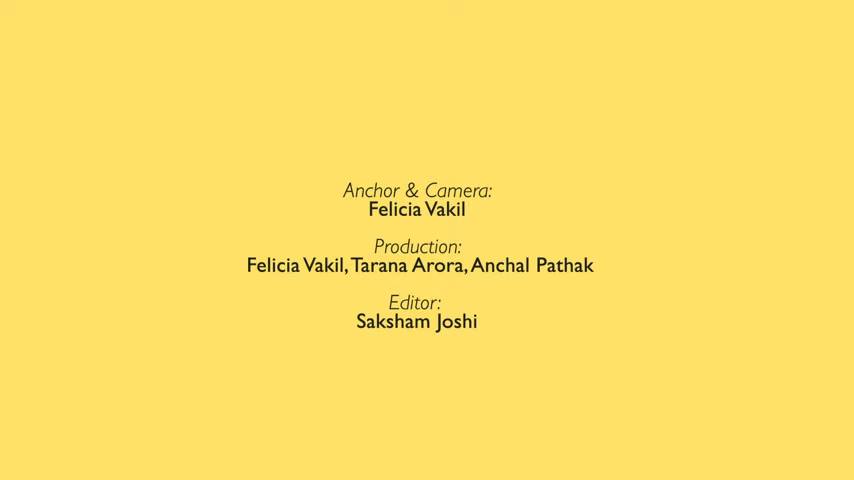 Anchor & Camera:
Felicia Vakil
Production:
Felicia Vakil, Tarana Arora, Anchal Pathak
Editor:
Saksham Joshi